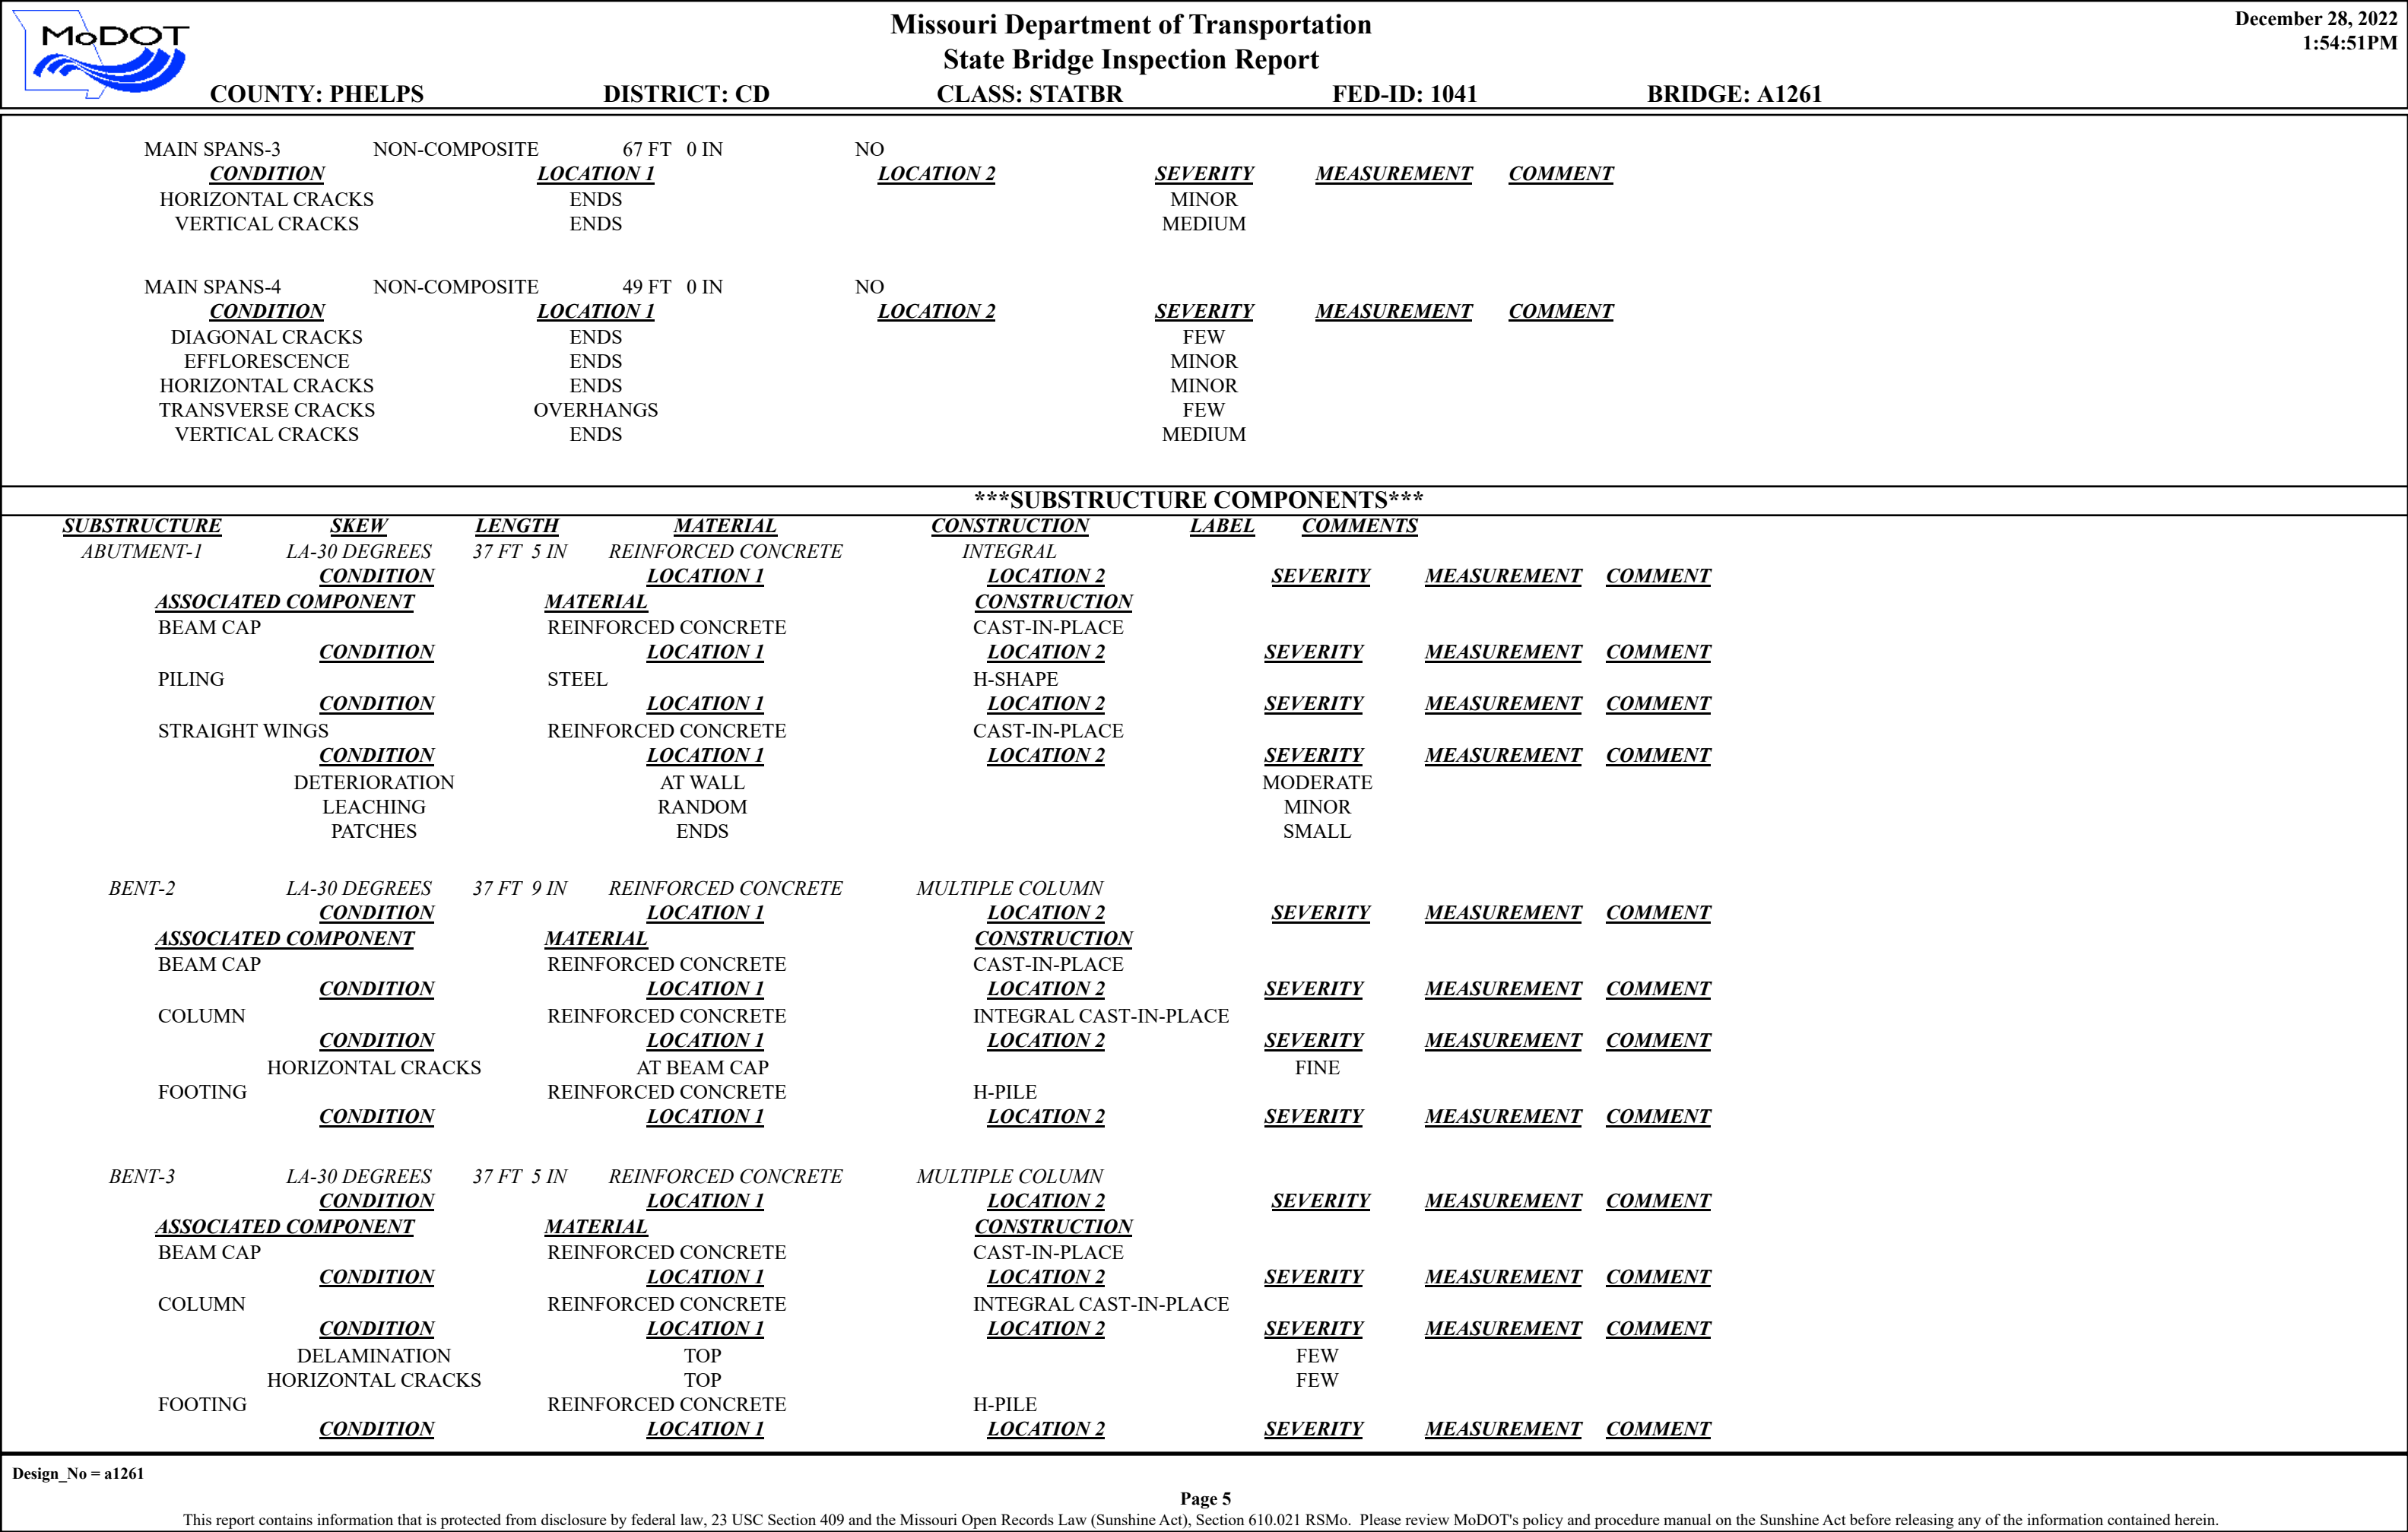 MoDOT
Missouri Department of Transportation
State Bridge Inspection Report
December 28, 2022
1:54:51PM
COUNTY: PHELPS DISTRICT: CD CLASS: STATBR FED-ID: 1041 BRIDGE: A1261
MAIN SPANS-3 NON-COMPOSITE 67 FT 0 IN NO
CONDITION LOCATION 1 LOCATION 2 SEVERITY MEASUREMENT COMMENT
HORIZONTAL CRACKS ENDS MINOR
VERTICAL CRACKS ENDS MEDIUM
MAIN SPANS-4 NON-COMPOSITE 49 FT 0 IN NO
CONDITION LOCATION 1 LOCATION 2 SEVERITY MEASUREMENT COMMENT
DIAGONAL CRACKS ENDS FEW
EFFLORESCENCE ENDS MINOR
HORIZONTAL CRACKS ENDS MINOR
TRANSVERSE CRACKS OVERHANGS FEW
VERTICAL CRACKS ENDS MEDIUM
***SUBSTRUCTURE COMPONENTS***
SUBSTRUCTURE SKEW LENGTH MATERIAL CONSTRUCTION LABEL COMMENTS
ABUTMENT-1 LA-30 DEGREES 37 FT 5 IN REINFORCED CONCRETE INTEGRAL
CONDITION LOCATION 1 LOCATION 2 SEVERITY MEASUREMENT COMMENT
ASSOCIATED COMPONENT MATERIAL CONSTRUCTION
BEAM CAP REINFORCED CONCRETE CAST-IN-PLACE
CONDITION LOCATION 1 LOCATION 2 SEVERITY MEASUREMENT COMMENT
PILING STEEL H-SHAPE
CONDITION LOCATION 1 LOCATION 2 SEVERITY MEASUREMENT COMMENT
STRAIGHT WINGS REINFORCED CONCRETE CAST-IN-PLACE
CONDITION LOCATION 1 LOCATION 2 SEVERITY MEASUREMENT COMMENT
DETERIORATION AT WALL MODERATE
LEACHING RANDOM MINOR
PATCHES ENDS SMALL
BENT-2 LA-30 DEGREES 37 FT 9 IN REINFORCED CONCRETE MULTIPLE COLUMN
CONDITION LOCATION 1 LOCATION 2 SEVERITY MEASUREMENT COMMENT
ASSOCIATED COMPONENT MATERIAL CONSTRUCTION
BEAM CAP REINFORCED CONCRETE CAST-IN-PLACE
CONDITION LOCATION 1 LOCATION 2 SEVERITY MEASUREMENT COMMENT
COLUMN REINFORCED CONCRETE INTEGRAL CAST-IN-PLACE
CONDITION LOCATION 1 LOCATION 2 SEVERITY MEASUREMENT COMMENT
HORIZONTAL CRACKS AT BEAM CAP FINE
FOOTING REINFORCED CONCRETE H-PILE
CONDITION LOCATION 1 LOCATION 2 SEVERITY MEASUREMENT COMMENT
BENT-3 LA-30 DEGREES 37 FT 5 IN REINFORCED CONCRETE MULTIPLE COLUMN
CONDITION LOCATION 1 LOCATION 2 SEVERITY MEASUREMENT COMMENT
ASSOCIATED COMPONENT MATERIAL CONSTRUCTION
BEAM CAP REINFORCED CONCRETE CAST-IN-PLACE
CONDITION LOCATION 1 LOCATION 2 SEVERITY MEASUREMENT COMMENT
COLUMN REINFORCED CONCRETE INTEGRAL CAST-IN-PLACE
CONDITION LOCATION 1 LOCATION 2 SEVERITY MEASUREMENT COMMENT
DELAMINATION TOP FEW
HORIZONTAL CRACKS TOP FEW
FOOTING REINFORCED CONCRETE H-PILE
CONDITION LOCATION 1 LOCATION 2 SEVERITY MEASUREMENT COMMENT
Design_No = a1261
Page 5
This report contains information that is protected from disclosure by federal law, 23 USC Section 409 and the Missouri Open Records Law (Sunshine Act), Section 610.021 RSMo. Please review MoDOT's policy and procedure manual on the Sunshine Act before releasing any of the information contained herein.